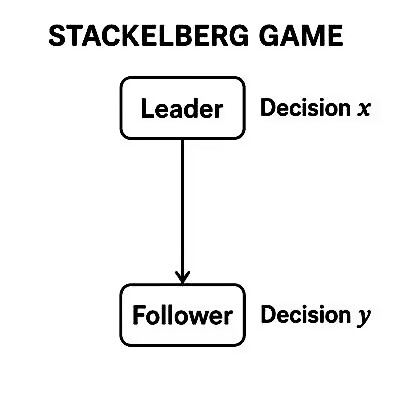 STACKELBERG GAME
Leader Decision x
Follower Decision y